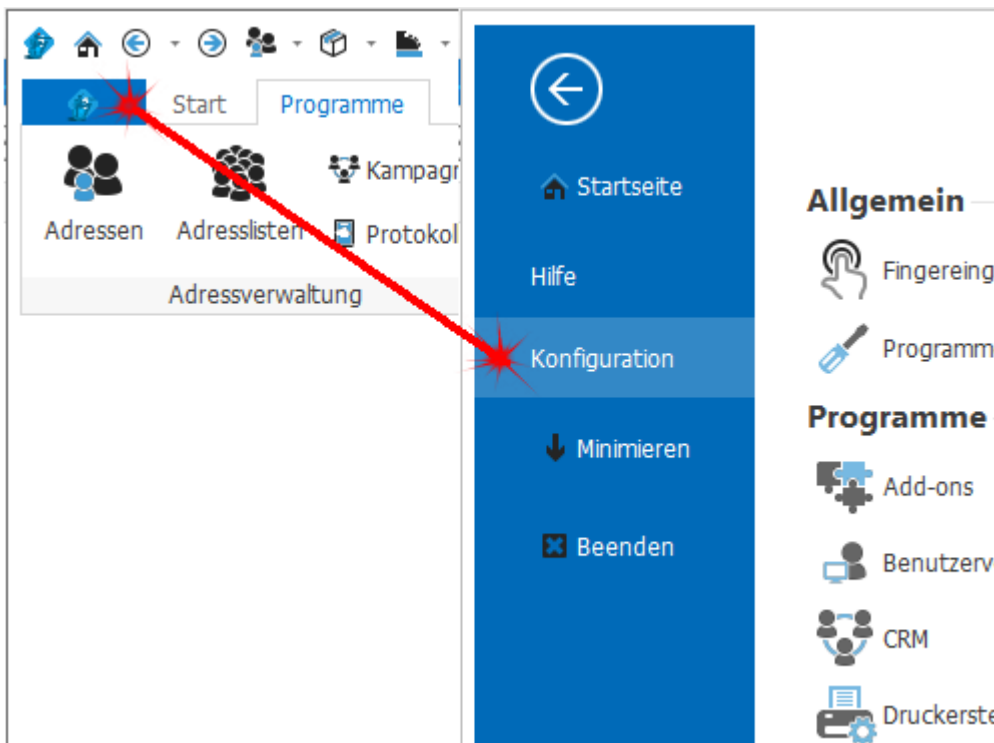 Start
Programme
Adressen
Adresslisten
Kampagn
Protokol
Adressverwaltung
Startseite
Hilfe
Konfiguration
Minimieren
Beenden
Allgemein
Fingereing
Programm
Programme
Add-ons
Benutzerv
CRM
Druckerste